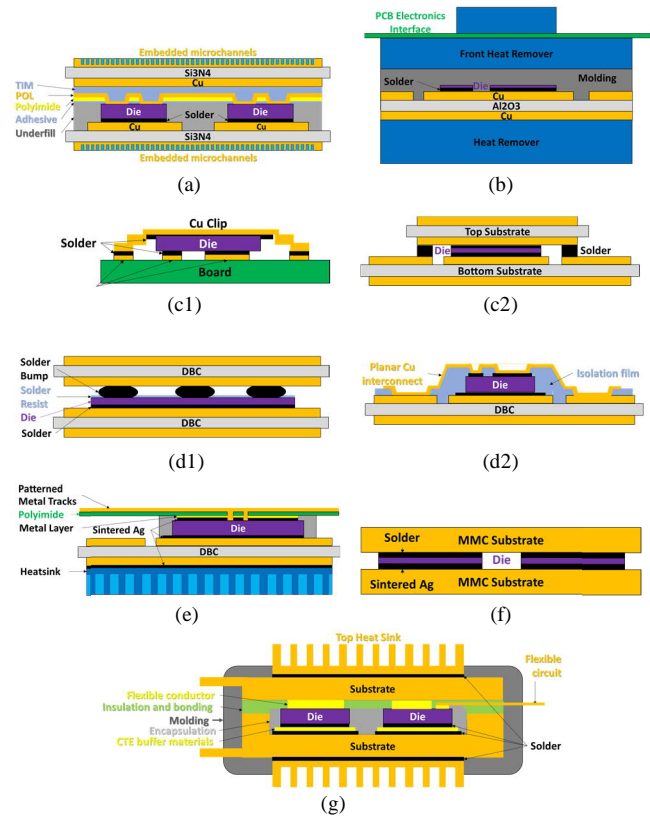 Embedded microchannels
Si3N4
Cu
TIM
POL
Polyimide
Adhesive
Underfill
Die
Solder
Die
Cu
Cu
Si3N4
Embedded microchannels
(a)
PCB Electronics
Interface
Front Heat Remover
Solder
Die
Molding
Cu
Al2O3
Cu
Heat Remover
(b)
Cu Clip
Solder
Die
Board
(c1)
Top Substrate
Die
Solder
Bottom Substrate
(c2)
Solder
Bump
DBC
Solder
Resist
Die
DBC
Solder
(d1)
Planar Cu
interconnect
Isolation film
Die
DBC
(d2)
Patterned
Metal Tracks
Polyimide
Metal Layer
Sintered Ag
Die
DBC
Heatsink
(e)
Solder
MMC Substrate
Die
Sintered Ag
MMC Substrate
(f)
Top Heat Sink
Flexible
circuit
Substrate
Flexible conductor
Insulation and bonding
Molding
Encapsulation
CTE buffer materials
Die
Die
Substrate
Solder
(g)